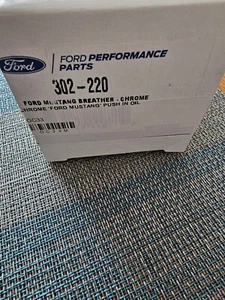 Ford
FORD PERFORMANCE
PARTS
302-220
FORD MUSTANG BREATHER - CHROME
CHROME 'FORD MUSTANG' PUSH IN OIL